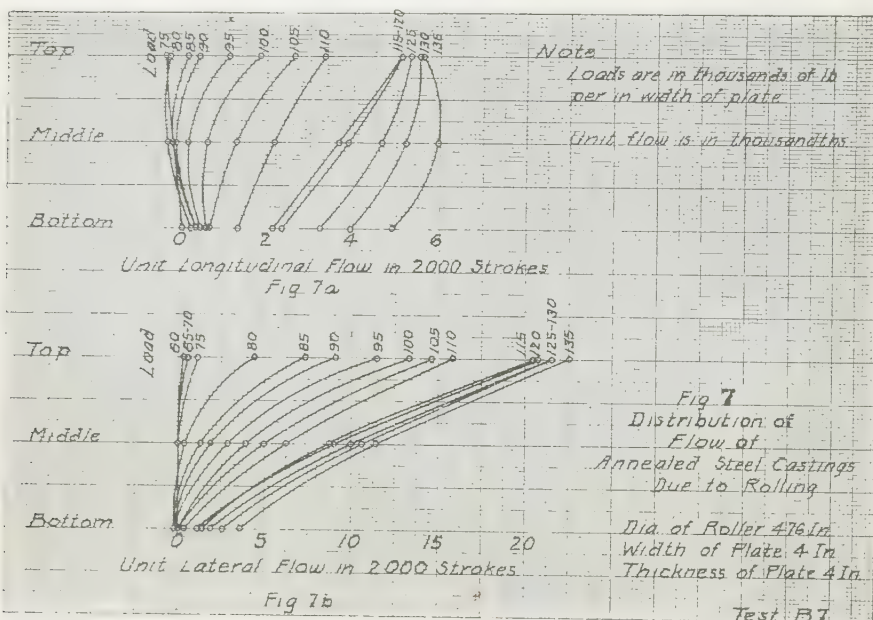 Load 75 80 85 90 95 100 105 110 115-120 125 130 135
Top
Middle
Bottom
0 2 4 6
Unit Longitudinal Flow in 2000 Strokes
Fig 7a
Note
Loads are in thousands of lb
per in width of plate
Unit flow is in thousandths
Load 60 65-70 75 80 85 90 95 100 105 110 115 120 125-130 135
Top
Middle
Bottom
0 5 10 15 20
Unit Lateral Flow in 2000 Strokes
Fig 7b
Fig 7
Distribution of
Flow of
Annealed Steel Castings
Due to Rolling
Dia of Roller 476 In
Width of Plate 4 In
Thickness of Plate 4 In
Test B7